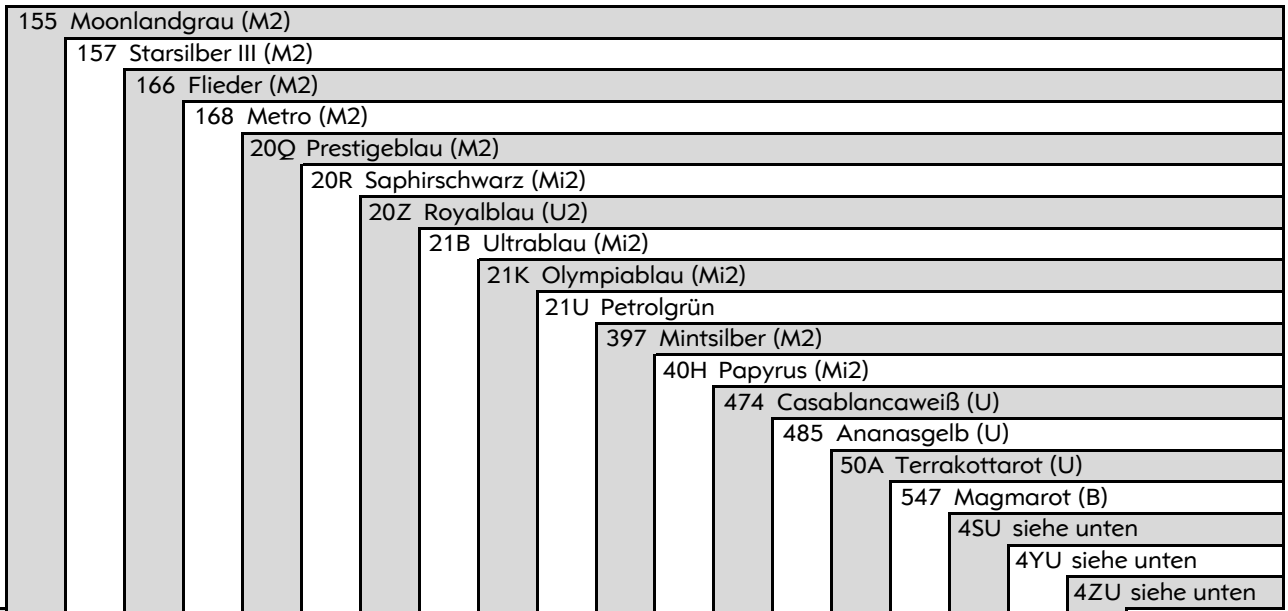 155 Moonlandgrau (M2)
157 Starsilber III (M2)
166 Flieder (M2)
168 Metro (M2)
20Q Prestigeblau (M2)
20R Saphirschwarz (Mi2)
20Z Royalblau (U2)
21B Ultrablau (Mi2)
21K Olympiablau (Mi2)
21U Petrolgrün
397 Mintsilber (M2)
40H Papyrus (Mi2)
474 Casablancaweiß (U)
485 Ananasgelb (U)
50A Terrakottarot (U)
547 Magmarot (B)
4SU siehe unten
4YU siehe unten
4ZU siehe unten